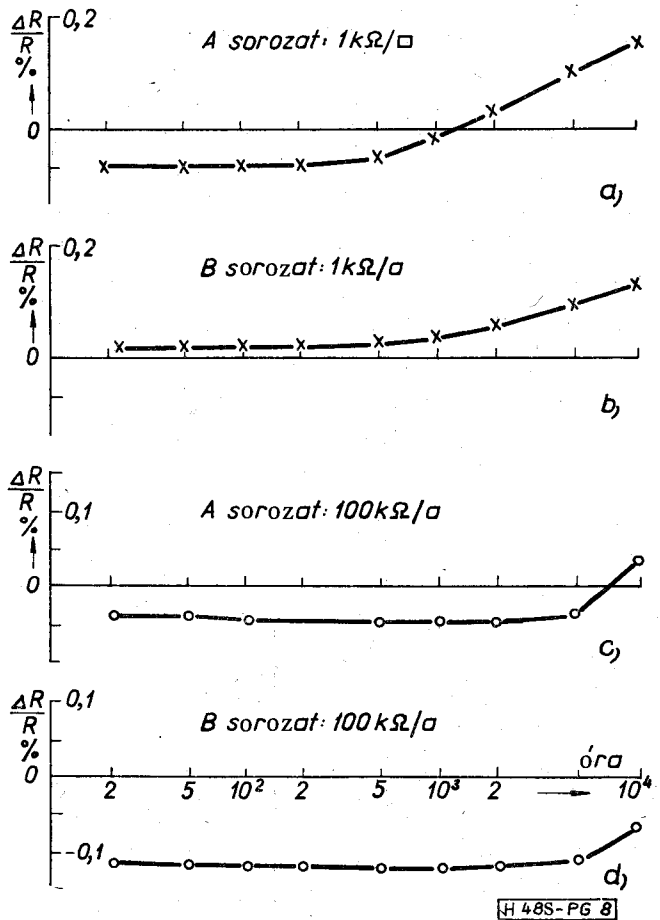 ΔR/R % 0,2
A sorozat: 1kΩ/□
0
a)
ΔR/R % 0,2
B sorozat: 1kΩ/a
0
b)
ΔR/R % 0,1
A sorozat: 100kΩ/a
0
c)
ΔR/R % 0,1
B sorozat: 100kΩ/a
0
óra
2 5 10² 2 5 10³ 2 10⁴
-0,1
d)
H 48S-PG 8